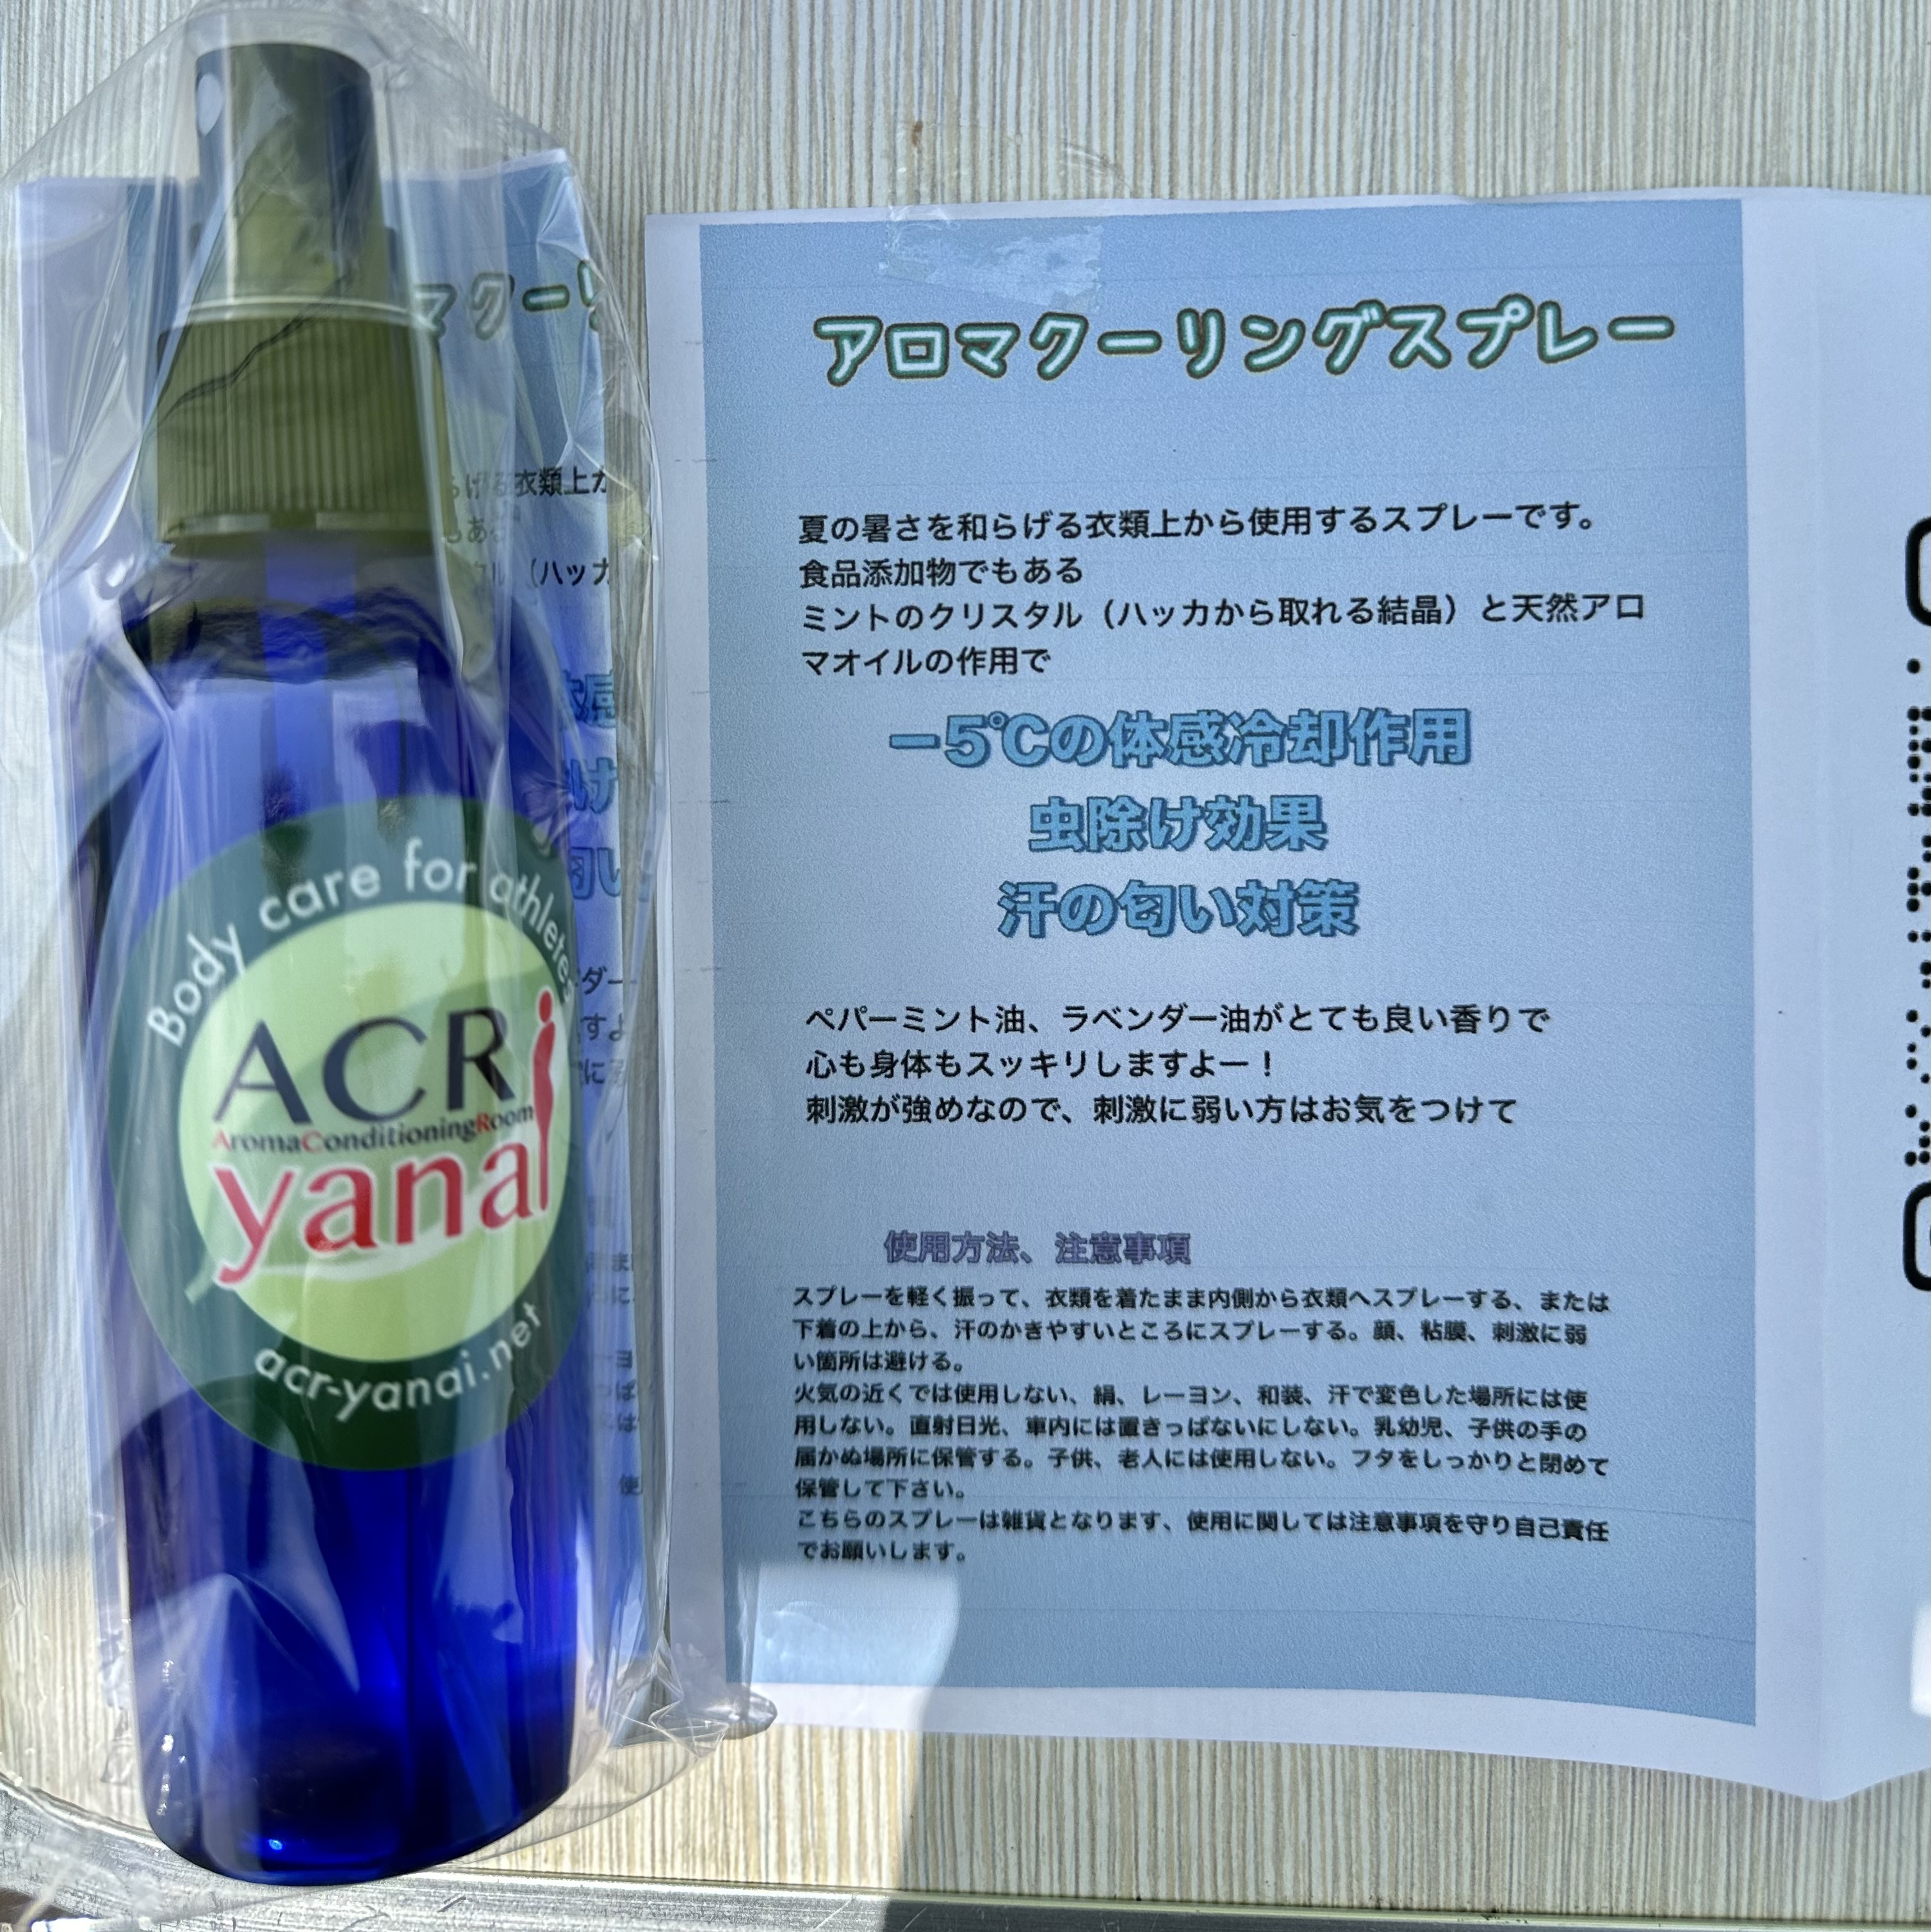 Body care for athletes
ACR
AromaConditioningRoom
yanai
acr-yanai.net
マクーリ
らげる衣類上か
もあ
（ハッカ
アロマクーリングスプレー
夏の暑さを和らげる衣類上から使用するスプレーです。
食品添加物でもある
ミントのクリスタル（ハッカから取れる結晶）と天然アロ
マオイルの作用で
−5℃の体感冷却作用
虫除け効果
汗の匂い対策
ペパーミント油、ラベンダー油がとても良い香りで
心も身体もスッキリしますよー！
刺激が強めなので、刺激に弱い方はお気をつけて
使用方法、注意事項
スプレーを軽く振って、衣類を着たまま内側から衣類へスプレーする、または
下着の上から、汗のかきやすいところにスプレーする。顔、粘膜、刺激に弱
い箇所は避ける。
火気の近くでは使用しない、絹、レーヨン、和装、汗で変色した場所には使
用しない。直射日光、車内には置きっぱないにしない。乳幼児、子供の手の
届かぬ場所に保管する。子供、老人には使用しない。フタをしっかりと閉めて
保管して下さい。
こちらのスプレーは雑貨となります、使用に関しては注意事項を守り自己責任
でお願いします。